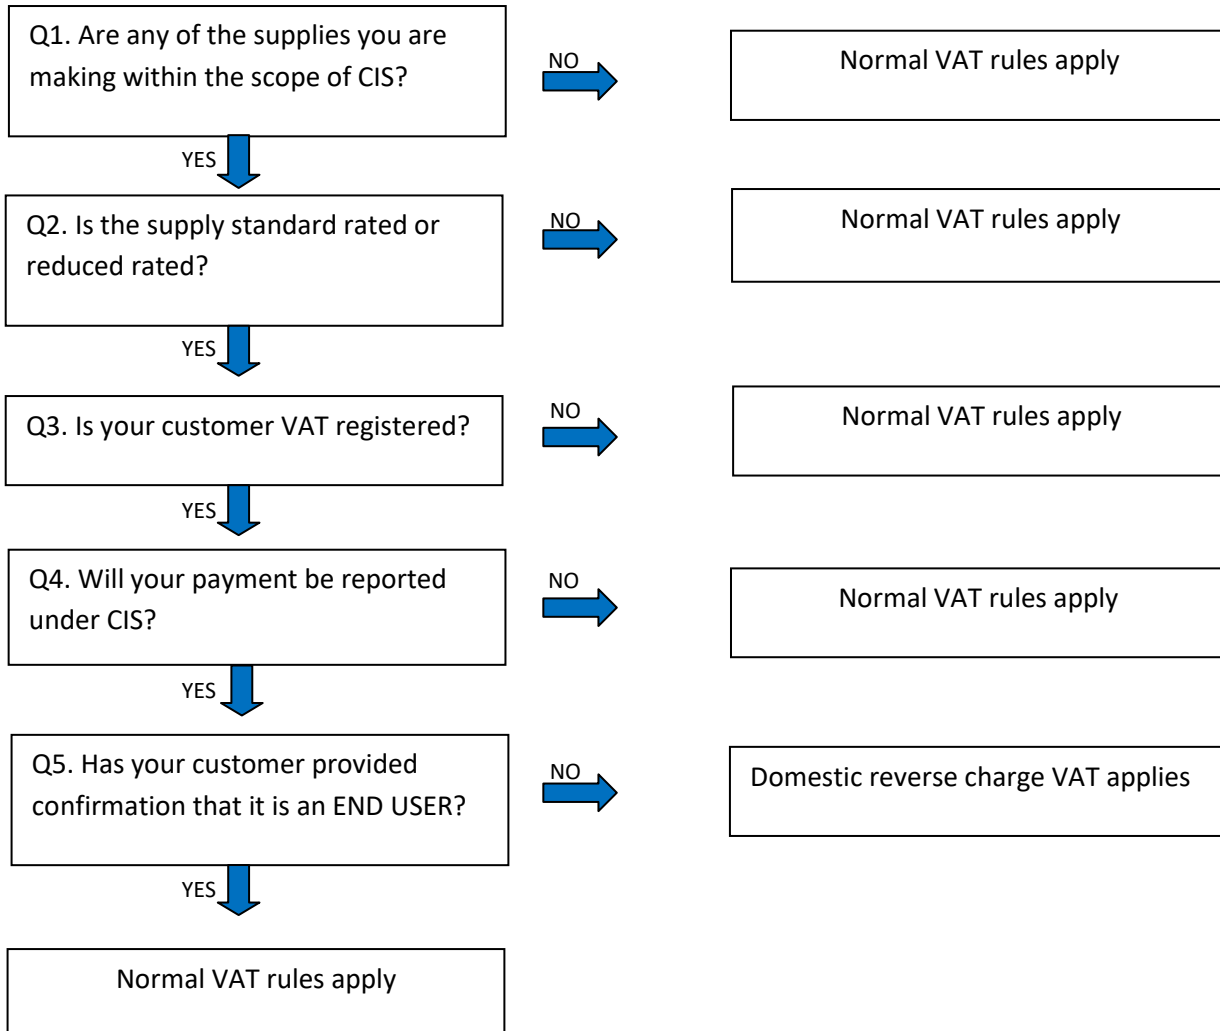 Q1. Are any of the supplies you are
making within the scope of CIS?
NO
Normal VAT rules apply
YES
Q2. Is the supply standard rated or
reduced rated?
NO
Normal VAT rules apply
YES
Q3. Is your customer VAT registered?
NO
Normal VAT rules apply
YES
Q4. Will your payment be reported
under CIS?
NO
Normal VAT rules apply
YES
Q5. Has your customer provided
confirmation that it is an END USER?
NO
Domestic reverse charge VAT applies
YES
Normal VAT rules apply